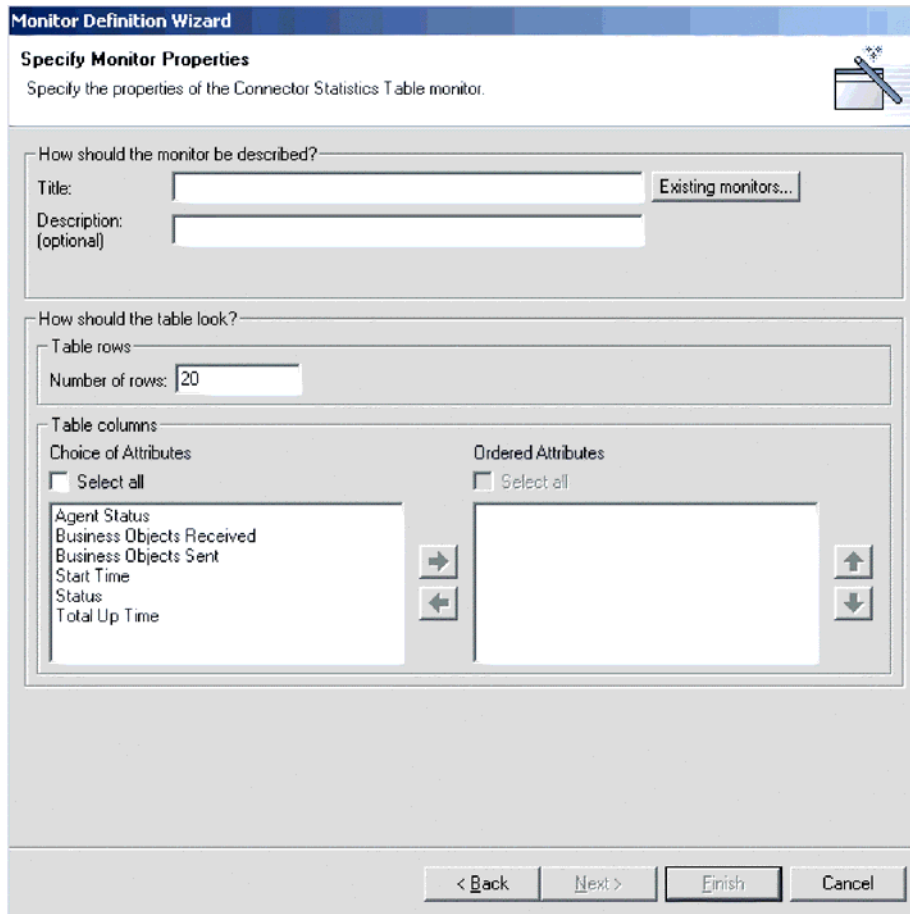 Monitor Definition Wizard
Specify Monitor Properties
Specify the properties of the Connector Statistics Table monitor.
How should the monitor be described?
Title:
Existing monitors...
Description:
(optional)
How should the table look?
Table rows
Number of rows: 20
Table columns
Choice of Attributes
Ordered Attributes
Select all
Select all
Agent Status
Business Objects Received
Business Objects Sent
Start Time
Status
Total Up Time
< Back
Next >
Finish
Cancel